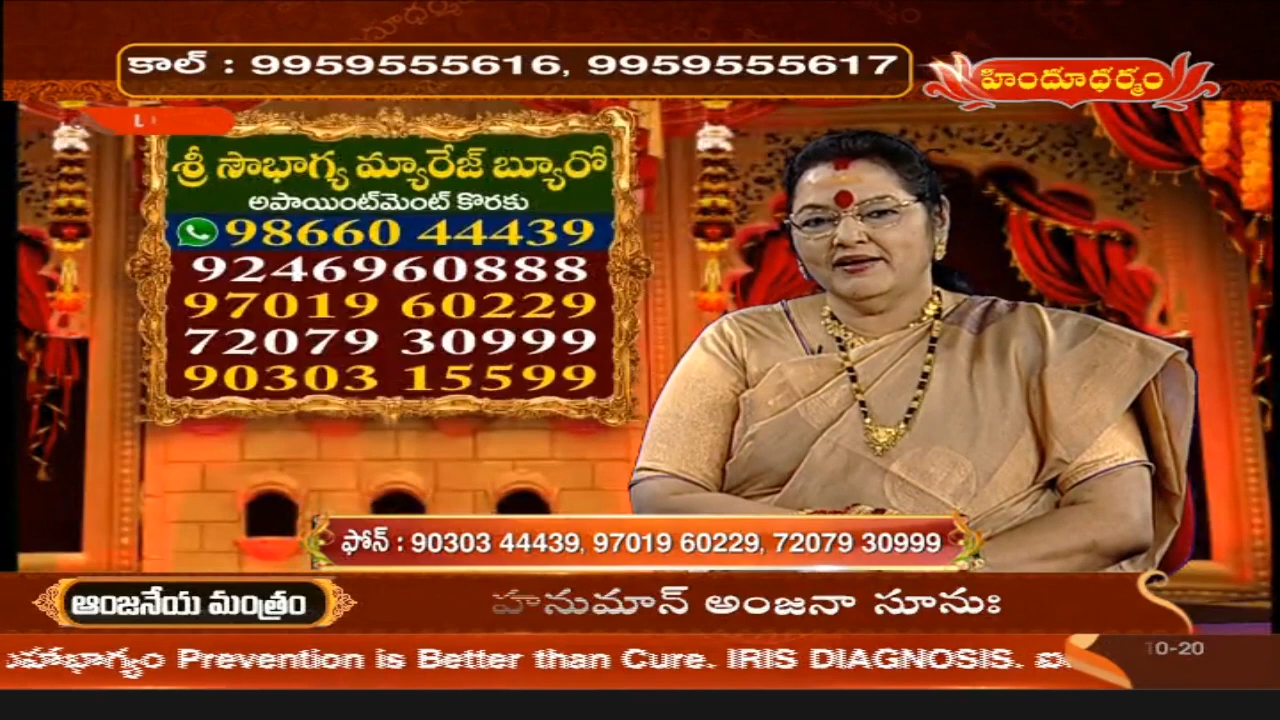 కాల్ : 9959555616, 9959555617
హిందూధర్మం
శ్రీ సౌభాగ్య మ్యారేజ్ బ్యూరో
అపాయింట్‌మెంట్ కొరకు
98660 44439
9246960888
97019 60229
72079 30999
90303 15599
ఫోన్ : 90303 44439, 97019 60229, 72079 30999
ఆంజనేయ మంత్రం
హనుమాన్ అంజనా సూనుః
Prevention is Better than Cure. IRIS DIAGNOSIS.
10-20